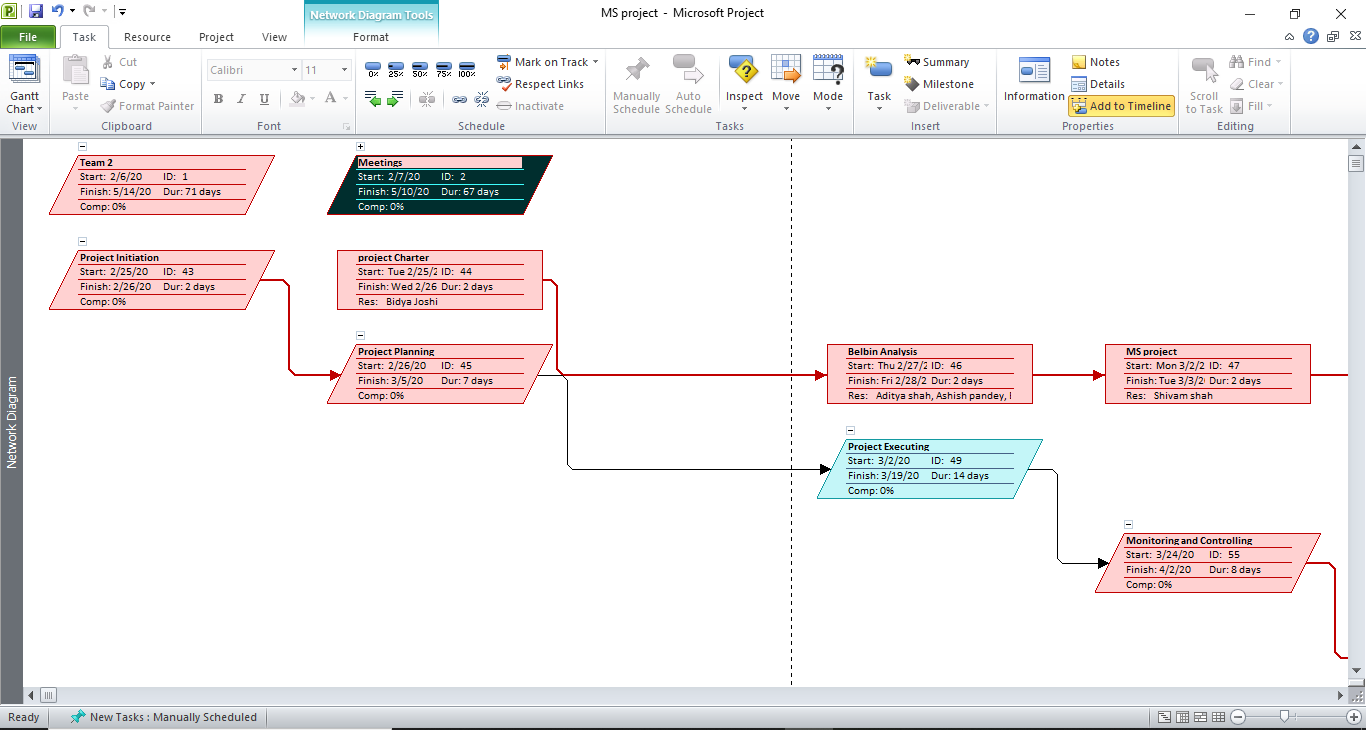 Network Diagram Tools
MS project - Microsoft Project
File Task Resource Project View Format
Gantt Chart
View
Paste
Cut
Copy
Format Painter
Clipboard
Calibri 11
B I U A
Font
0% 25% 50% 75% 100%
Mark on Track
Respect Links
Inactivate
Schedule
Manually Schedule
Auto Schedule
Inspect
Move
Mode
Tasks
Task
Summary
Milestone
Deliverable
Insert
Information
Notes
Details
Add to Timeline
Properties
Scroll to Task
Find
Clear
Fill
Editing
Network Diagram
Team 2
Start: 2/6/20 ID: 1
Finish: 5/14/20 Dur: 71 days
Comp: 0%
Meetings
Start: 2/7/20 ID: 2
Finish: 5/10/20 Dur: 67 days
Comp: 0%
Project Initiation
Start: 2/25/20 ID: 43
Finish: 2/26/20 Dur: 2 days
Comp: 0%
project Charter
Start: Tue 2/25/2 ID: 44
Finish: Wed 2/26 Dur: 2 days
Res: Bidya Joshi
Project Planning
Start: 2/26/20 ID: 45
Finish: 3/5/20 Dur: 7 days
Comp: 0%
Belbin Analysis
Start: Thu 2/27/2 ID: 46
Finish: Fri 2/28/2 Dur: 2 days
Res: Aditya shah, Ashish pandey,
MS project
Start: Mon 3/2/2 ID: 47
Finish: Tue 3/3/2 Dur: 2 days
Res: Shivam shah
Project Executing
Start: 3/2/20 ID: 49
Finish: 3/19/20 Dur: 14 days
Comp: 0%
Monitoring and Controlling
Start: 3/24/20 ID: 55
Finish: 4/2/20 Dur: 8 days
Comp: 0%
Ready New Tasks : Manually Scheduled